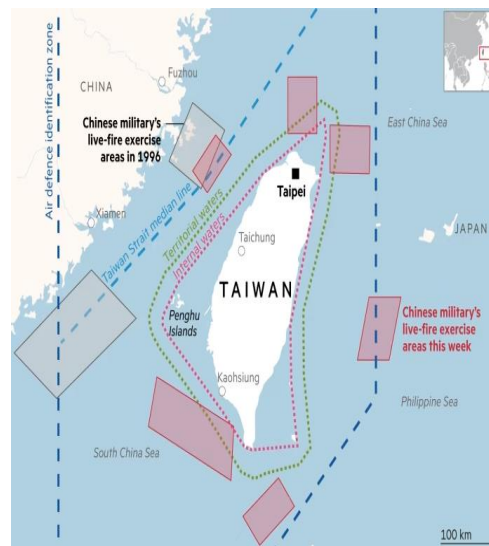 Air defence identification zone
CHINA
Fuzhou
Chinese military's
live-fire exercise
areas in 1996
East China Sea
Taipei
Xiamen
Taiwan Strait median line
Territorial waters
Internal waters
Taichung
JAPAN
TAIWAN
Penghu
Islands
Chinese military's
live-fire exercise
areas this week
Kaohsiung
Philippine Sea
South China Sea
100 km